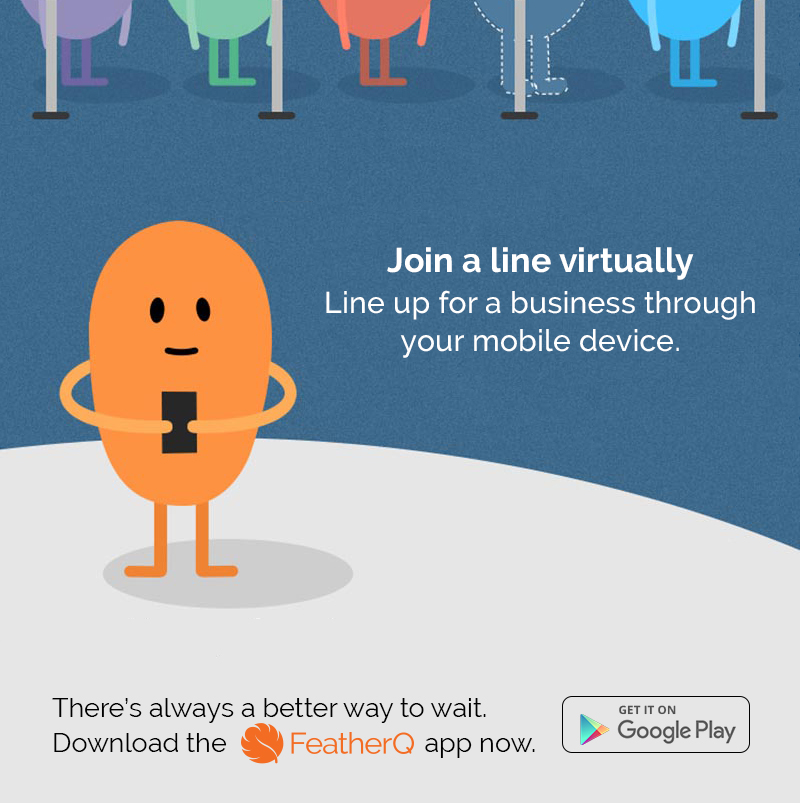 Join a line virtually
Line up for a business through
your mobile device.
There's always a better way to wait.
Download the FeatherQ app now.
GET IT ON
Google Play